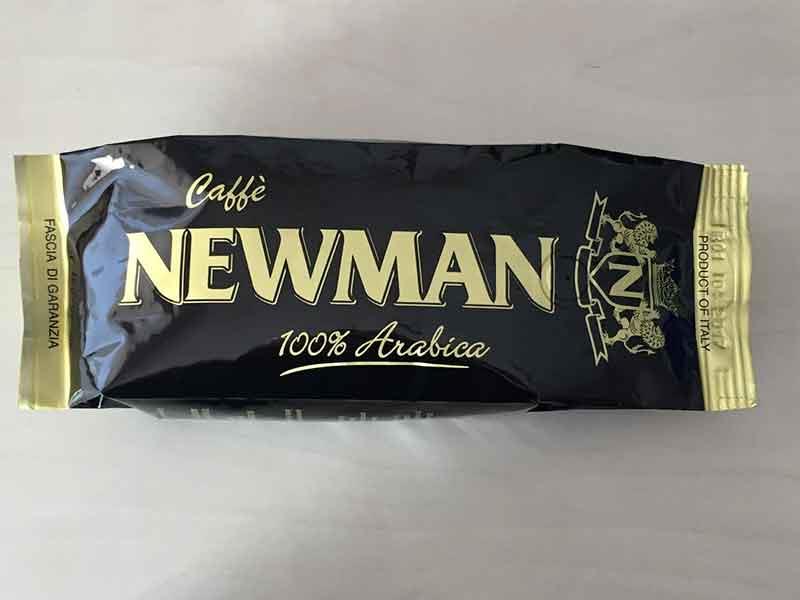 FASCIA DI GARANZIA
Caffè
NEWMAN
100% Arabica
N
PRODUCT OF ITALY